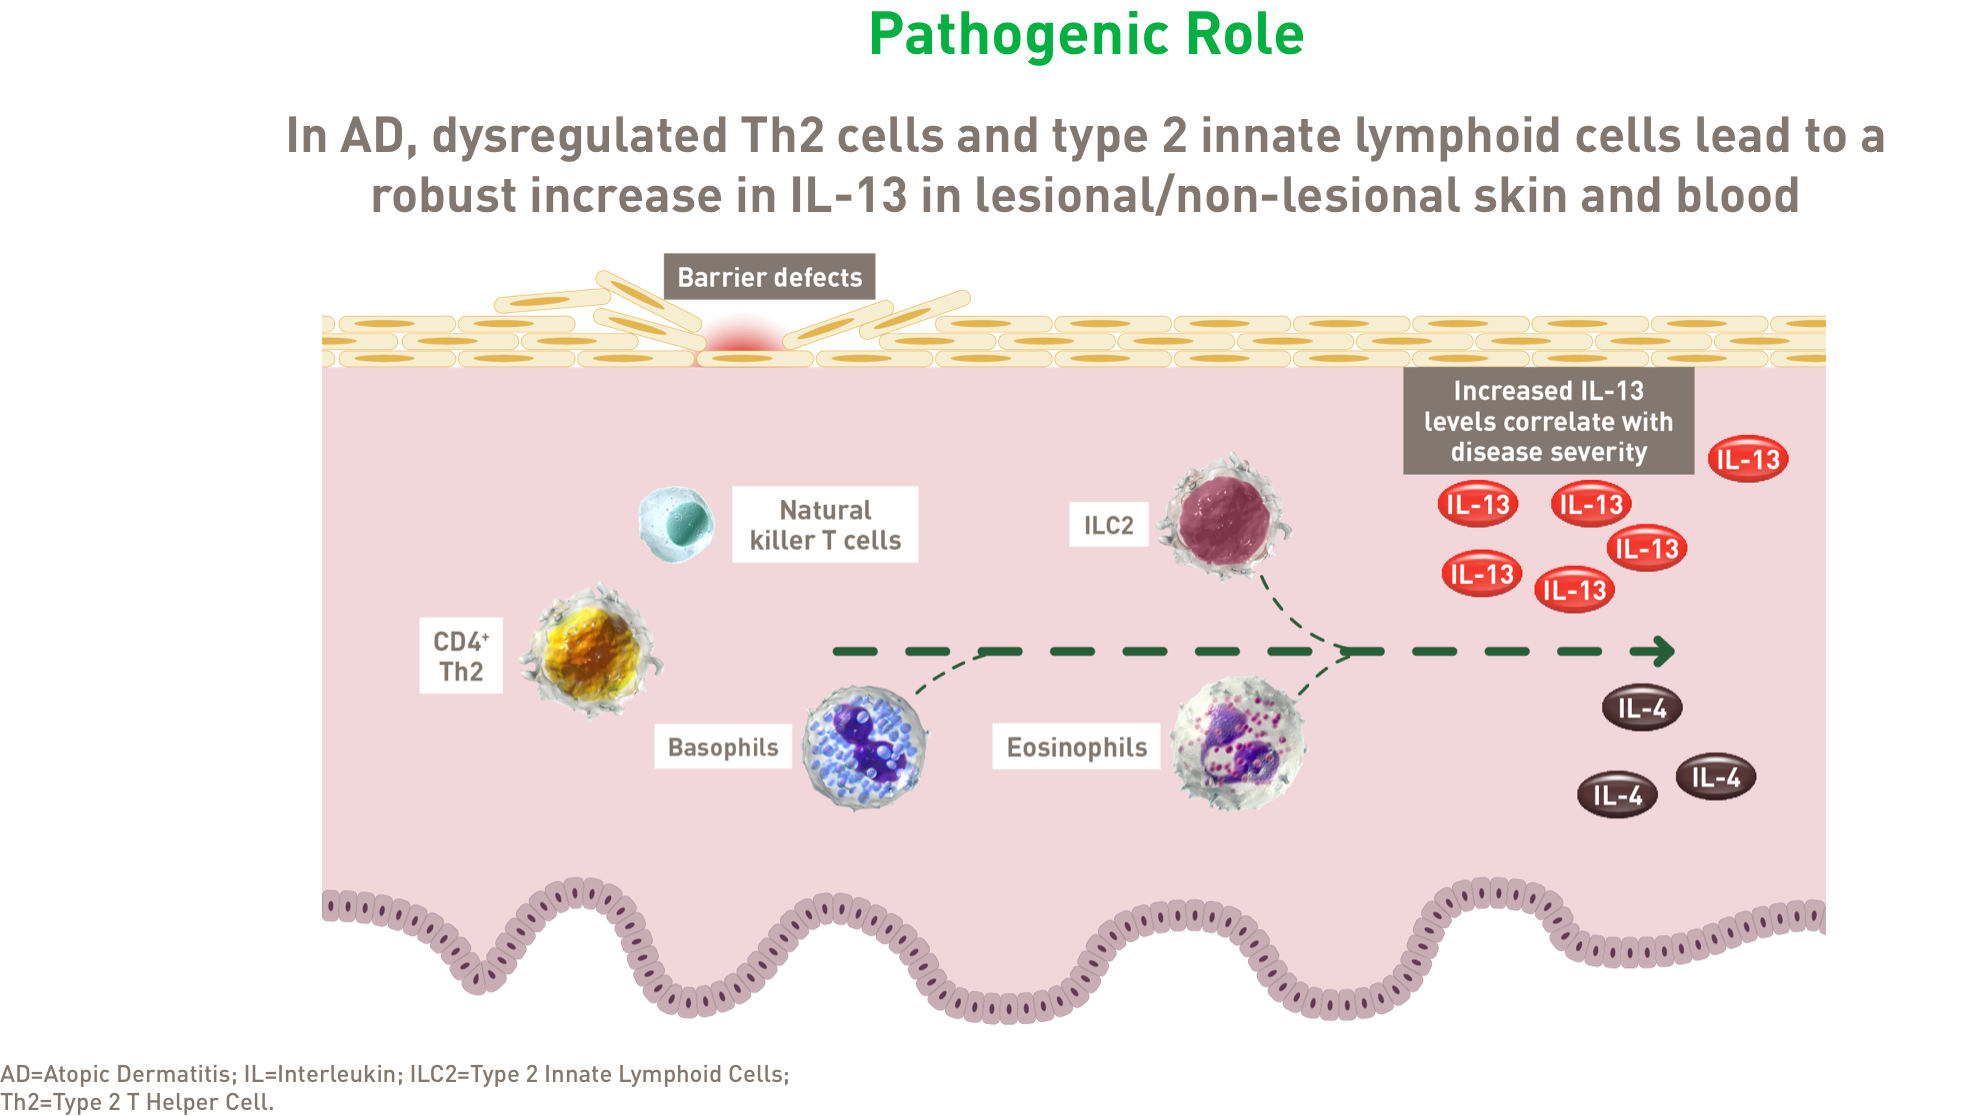 Pathogenic Role
In AD, dysregulated Th2 cells and type 2 innate lymphoid cells lead to a
robust increase in IL-13 in lesional/non-lesional skin and blood
Barrier defects
Increased IL-13
levels correlate with
disease severity
IL-13
IL-13
IL-13
IL-13
IL-13
IL-13
Natural
killer T cells
ILC2
CD4⁺
Th2
Basophils
Eosinophils
IL-4
IL-4
IL-4
AD=Atopic Dermatitis; IL=Interleukin; ILC2=Type 2 Innate Lymphoid Cells;
Th2=Type 2 T Helper Cell.